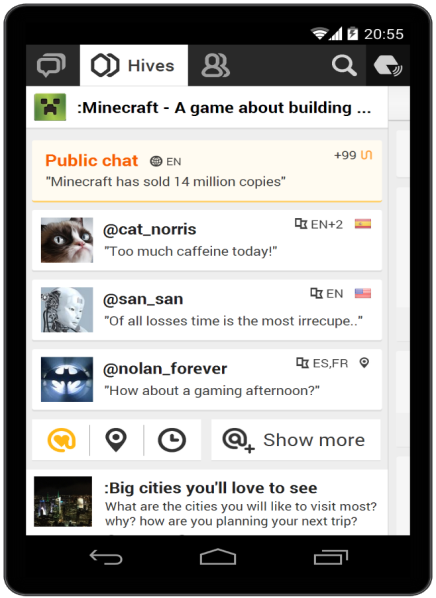 20:55
Hives
:Minecraft - A game about building ...
Public chat EN +99
"Minecraft has sold 14 million copies"
@cat_norris EN+2
"Too much caffeine today!"
@san_san EN
"Of all losses time is the most irrecupe.."
@nolan_forever ES,FR
"How about a gaming afternoon?"
Show more
:Big cities you'll love to see
What are the cities you will like to visit most?
why? how are you planning your next trip?